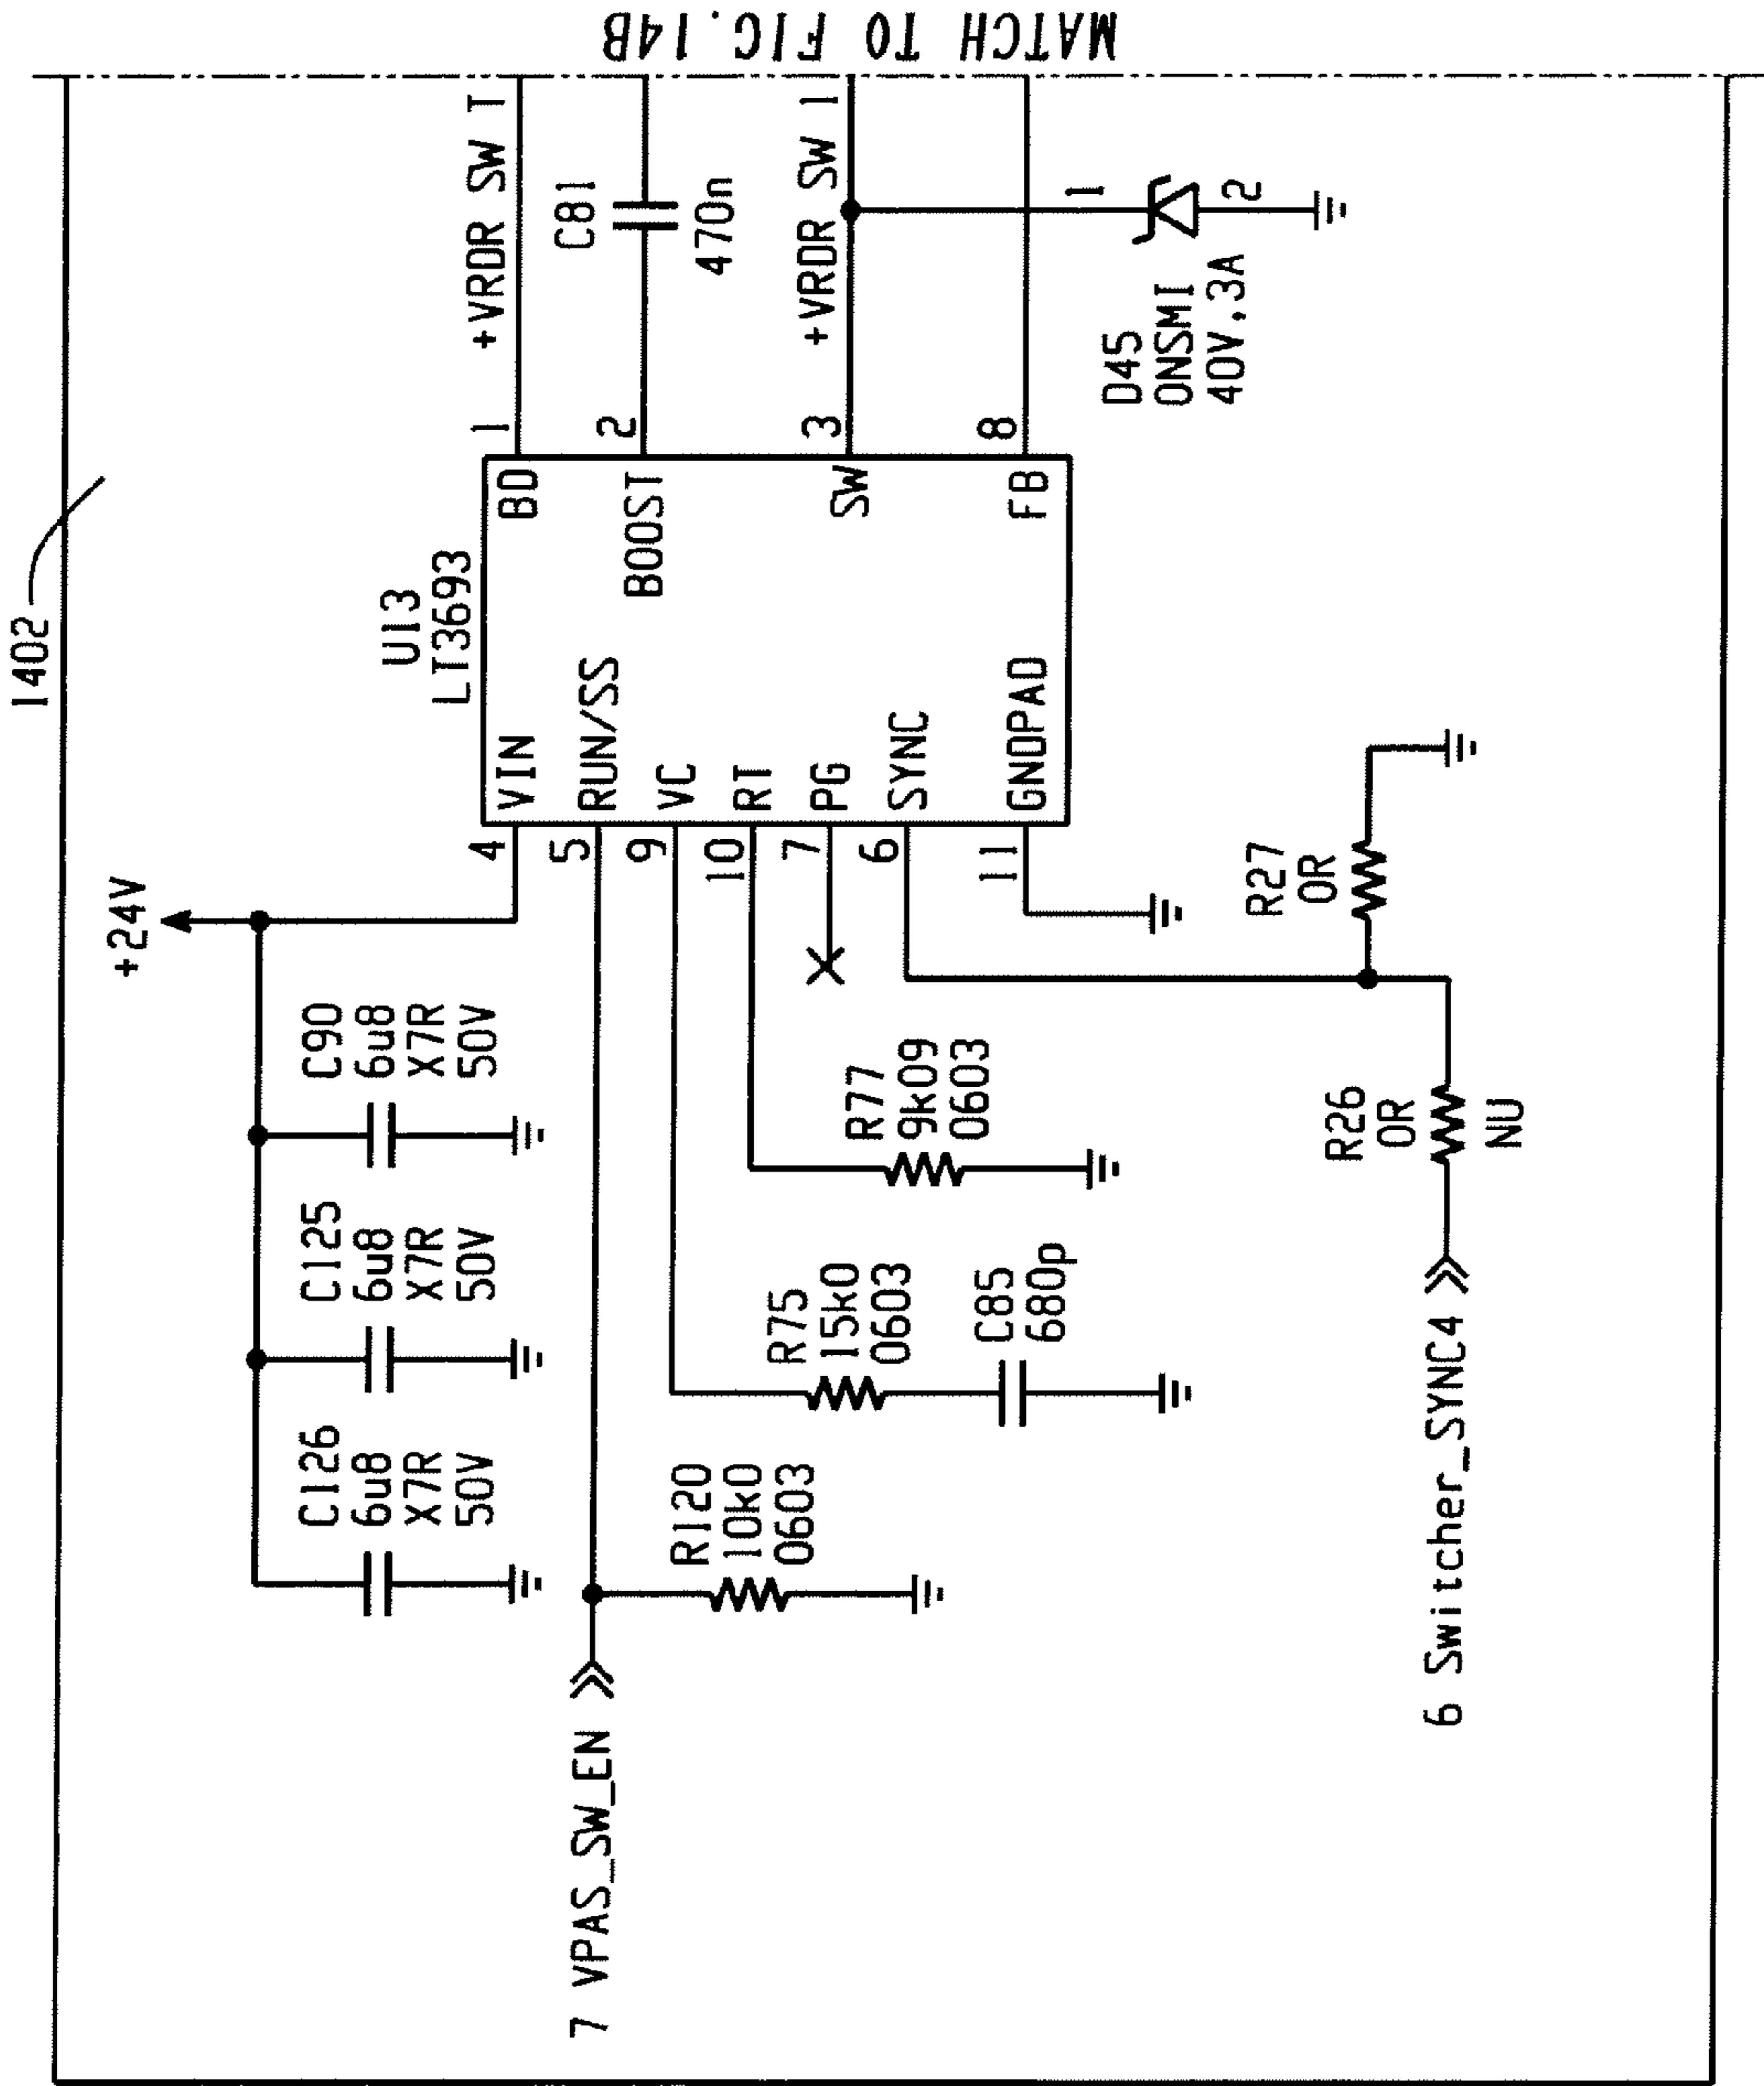 1402
+24V
C126
6u8
X7R
50V
C125
6u8
X7R
50V
C90
6u8
X7R
50V
U13
LT3693
4
VIN
5
RUN/SS
9
VC
10
RT
7
PG
6
SYNC
11
GNDPAD
BD
1
+VRDR SW T
BOOST
2
C81
470n
SW
3
+VRDR SW 1
FB
8
D45
ONSMI
40V,3A
1
2
7 VPAS_SW_EN
R120
10k0
0603
R75
15k0
0603
C85
680p
R77
9k09
0603
R27
0R
R26
0R
NU
6 Switcher_SYNC4
MATCH TO FIG.14B